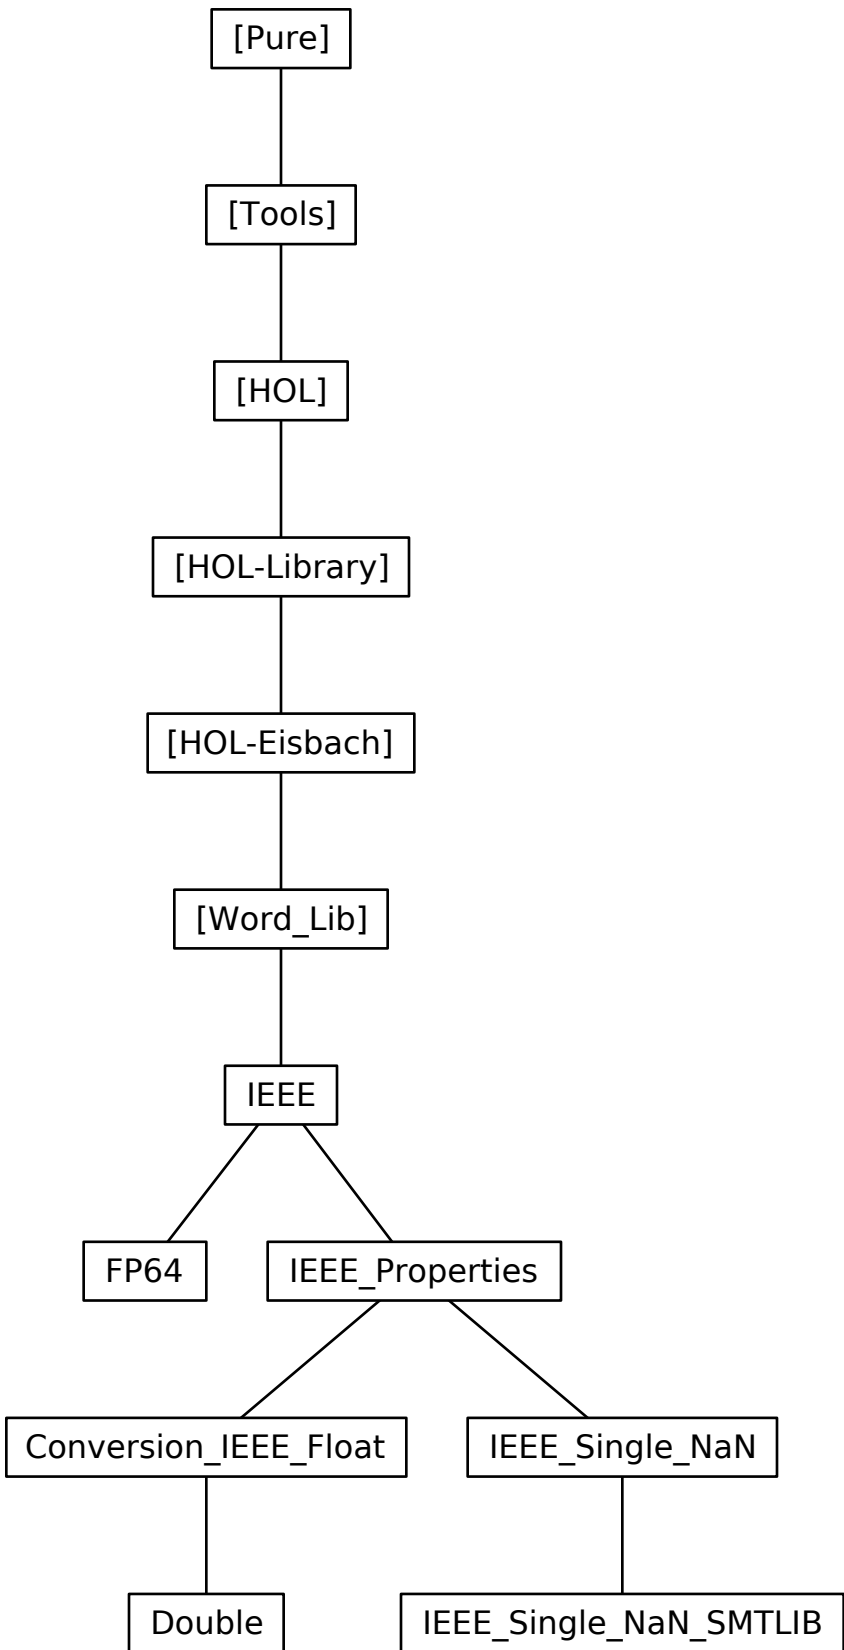 [Pure]
[Tools]
[HOL]
[HOL-Library]
[HOL-Eisbach]
[Word_Lib]
IEEE
FP64
IEEE_Properties
Conversion_IEEE_Float
IEEE_Single_NaN
Double
IEEE_Single_NaN_SMTLIB